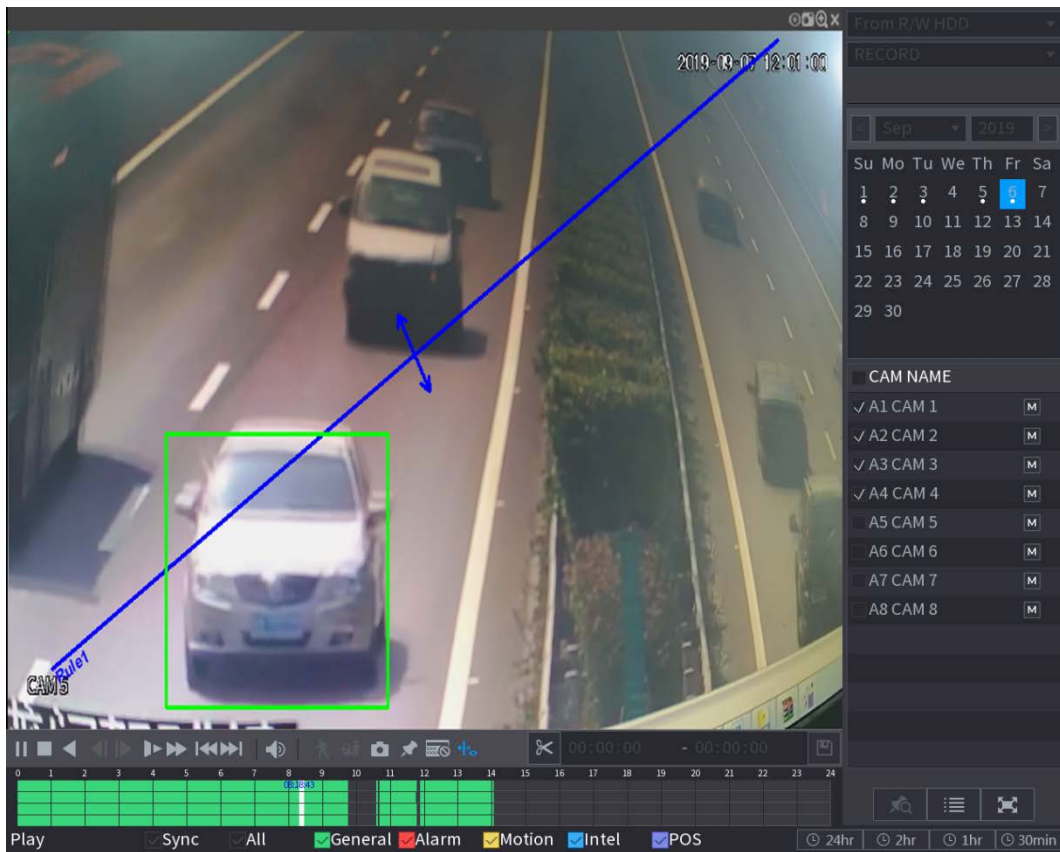 From R/W HDD
RECORD
2019-09-07 12:01:00
< Sep 2019 >
Su Mo Tu We Th Fr Sa
1 2 3 4 5 6 7
8 9 10 11 12 13 14
15 16 17 18 19 20 21
22 23 24 25 26 27 28
29 30
CAM NAME
A1 CAM 1 M
A2 CAM 2 M
A3 CAM 3 M
A4 CAM 4 M
A5 CAM 5 M
A6 CAM 6 M
A7 CAM 7 M
A8 CAM 8 M
Rule1
CAM5
00:00:00 - 00:00:00
0 1 2 3 4 5 6 7 8 9 10 11 12 13 14 15 16 17 18 19 20 21 22 23 24
08:18:43
Play Sync All General Alarm Motion Intel POS
24hr 2hr 1hr 30min